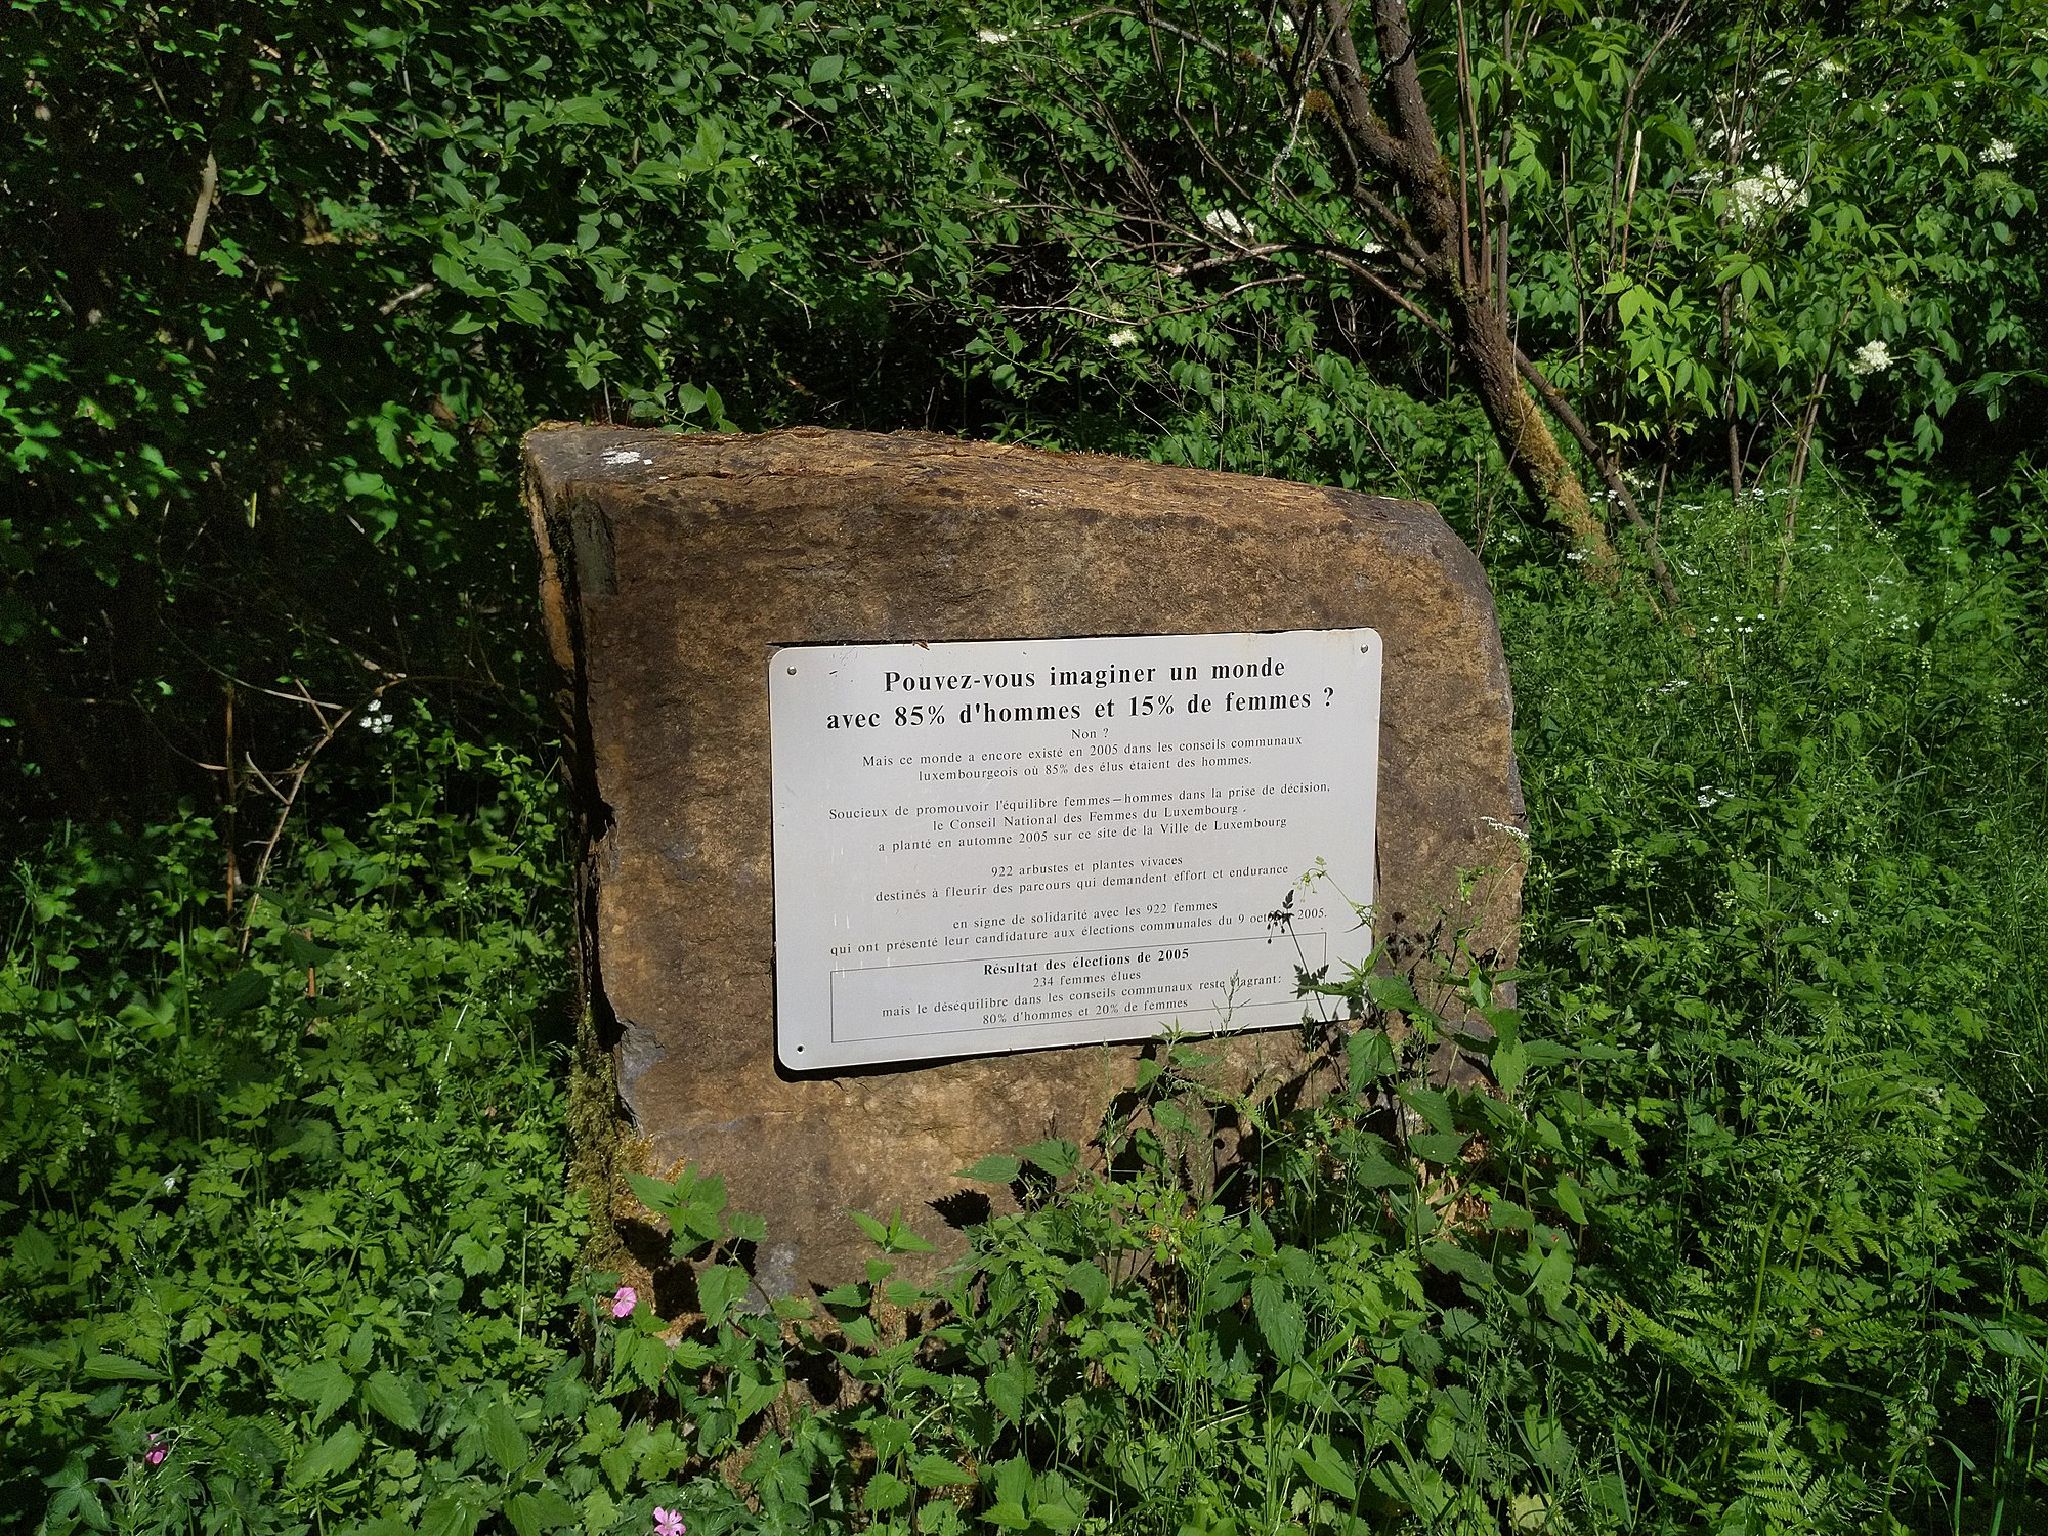 Pouvez-vous imaginer un monde
avec 85% d'hommes et 15% de femmes ?
Non ?
Mais ce monde a encore existé en 2005 dans les conseils communaux
luxembourgeois où 85% des élus étaient des hommes.
Soucieux de promouvoir l'équilibre femmes – hommes dans la prise de décision,
le Conseil National des Femmes du Luxembourg .
a planté en automne 2005 sur ce site de la Ville de Luxembourg
922 arbustes et plantes vivaces
destinés à fleurir des parcours qui demandent effort et endurance
en signe de solidarité avec les 922 femmes
qui ont présenté leur candidature aux élections communales du 9 octobre 2005.
Résultat des élections de 2005
234 femmes élues
mais le déséquilibre dans les conseils communaux reste flagrant:
80% d'hommes et 20% de femmes